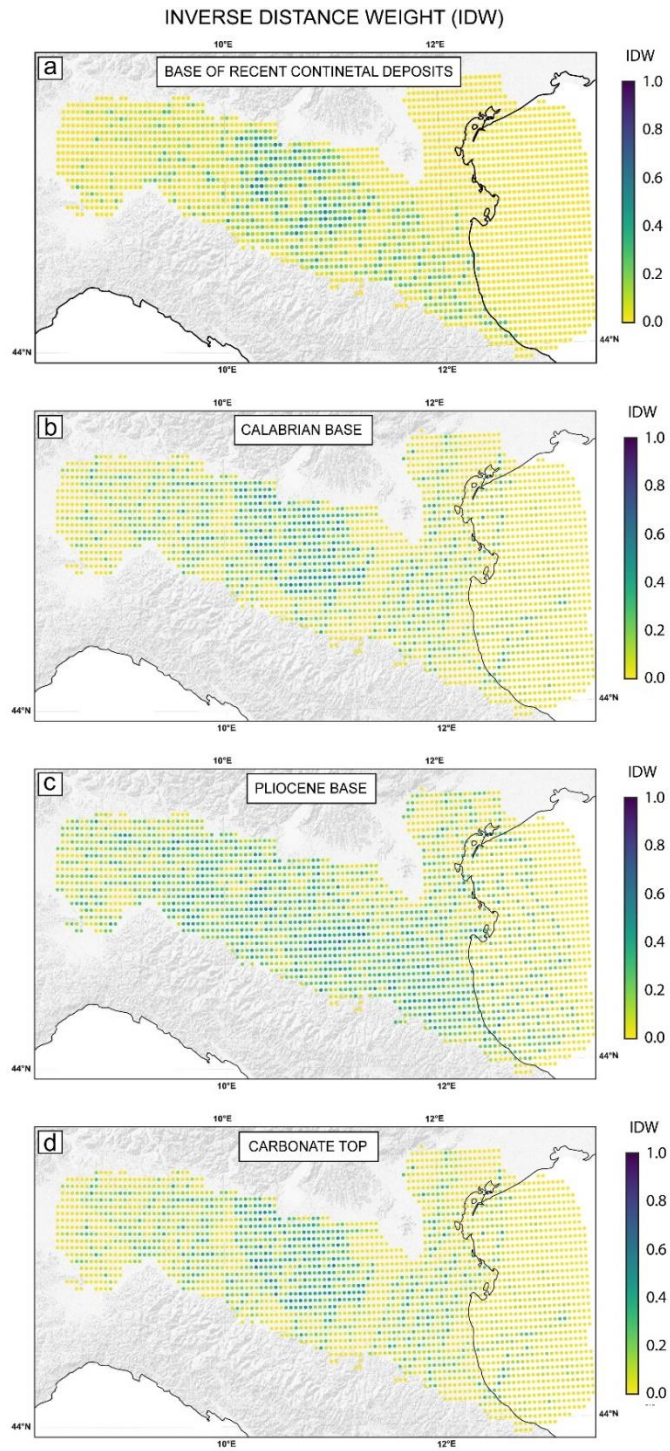 INVERSE DISTANCE WEIGHT (IDW)
10°E 12°E
a
BASE OF RECENT CONTINETAL DEPOSITS
IDW
1.0
0.8
0.6
0.4
0.2
0.0
44°N 44°N
10°E 12°E
10°E 12°E
b
CALABRIAN BASE
IDW
1.0
0.8
0.6
0.4
0.2
0.0
44°N
10°E 12°E
10°E 12°E
c
PLIOCENE BASE
IDW
1.0
0.8
0.6
0.4
0.2
0.0
44°N
10°E 12°E
10°E 12°E
d
CARBONATE TOP
IDW
1.0
0.8
0.6
0.4
0.2
0.0
44°N
10°E 12°E